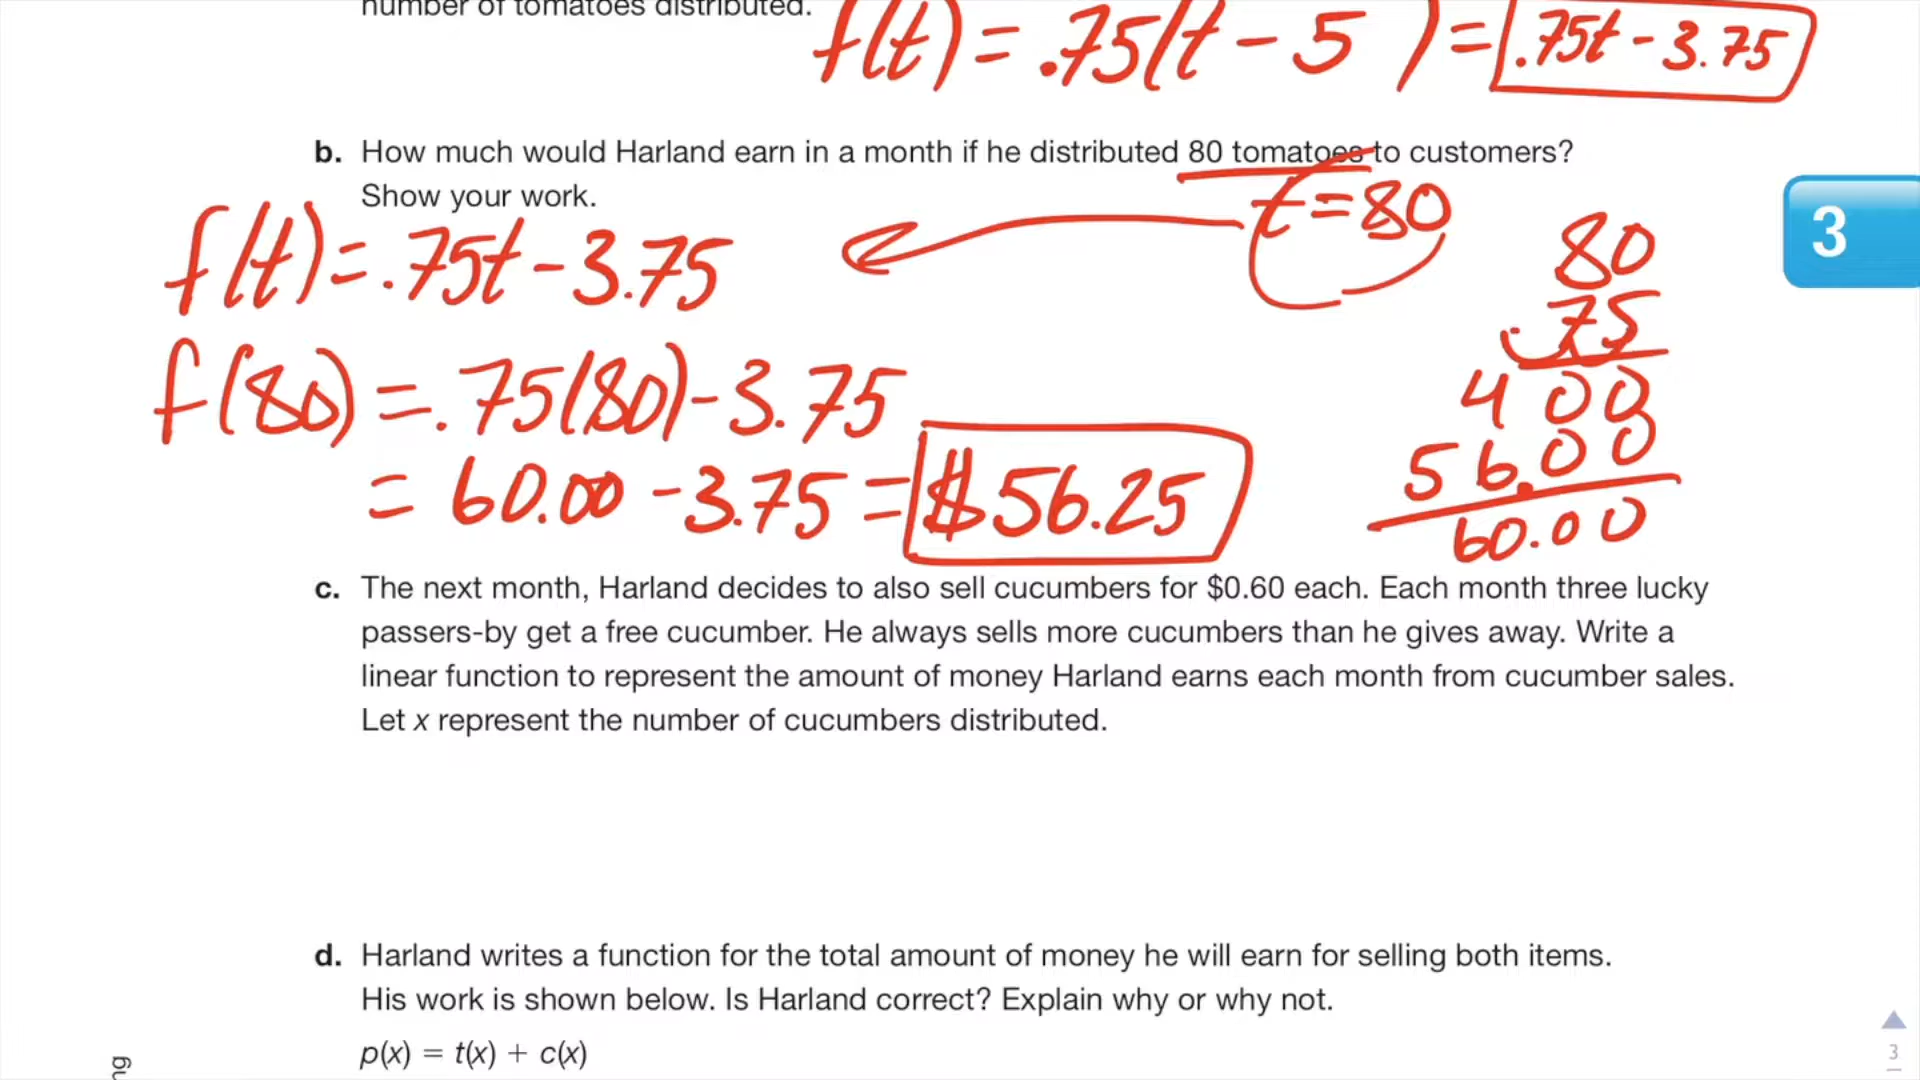 number of tomatoes distributed.
f(t) = .75(t - 5 ) = .75t - 3.75
b. How much would Harland earn in a month if he distributed 80 tomatoes to customers?
Show your work.
t = 80
f(t) = .75t - 3.75
f(80) = .75(80) - 3.75
= 60.00 - 3.75 = $56.25
80
.75
400
56.00
60.00
3
c. The next month, Harland decides to also sell cucumbers for $0.60 each. Each month three lucky
passers-by get a free cucumber. He always sells more cucumbers than he gives away. Write a
linear function to represent the amount of money Harland earns each month from cucumber sales.
Let x represent the number of cucumbers distributed.
d. Harland writes a function for the total amount of money he will earn for selling both items.
His work is shown below. Is Harland correct? Explain why or why not.
p(x) = t(x) + c(x)
ng
3